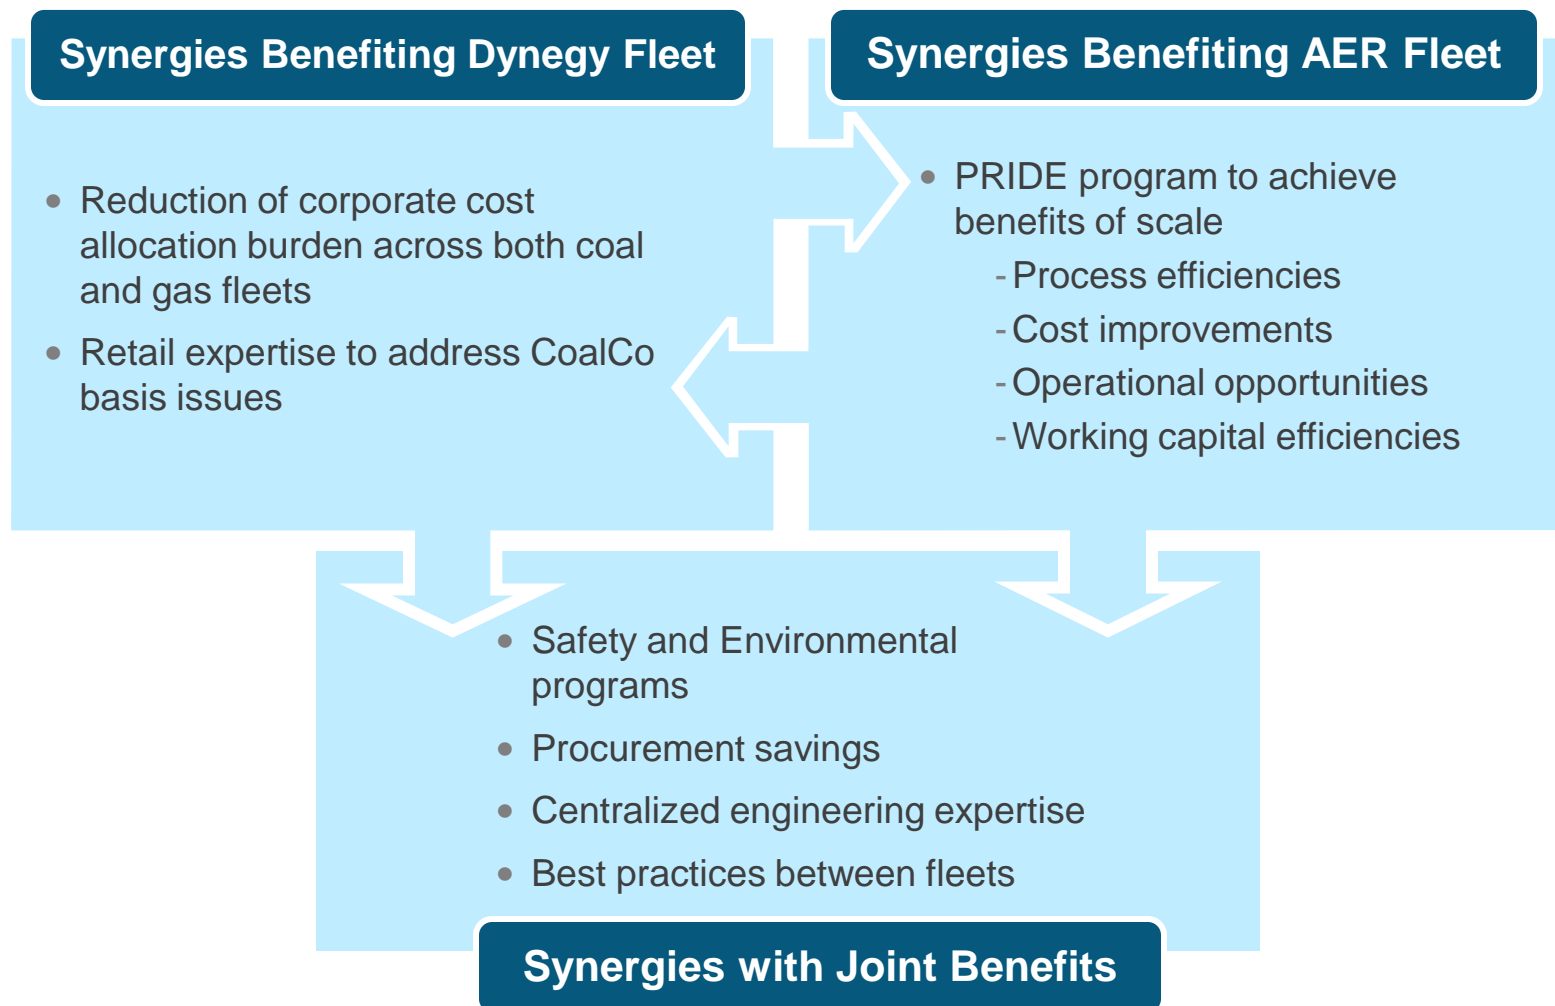 Synergies Benefiting Dynegy Fleet
• Reduction of corporate cost
allocation burden across both coal
and gas fleets
• Retail expertise to address CoalCo
basis issues
Synergies Benefiting AER Fleet
• PRIDE program to achieve
benefits of scale
- Process efficiencies
- Cost improvements
- Operational opportunities
- Working capital efficiencies
• Safety and Environmental
programs
• Procurement savings
• Centralized engineering expertise
• Best practices between fleets
Synergies with Joint Benefits